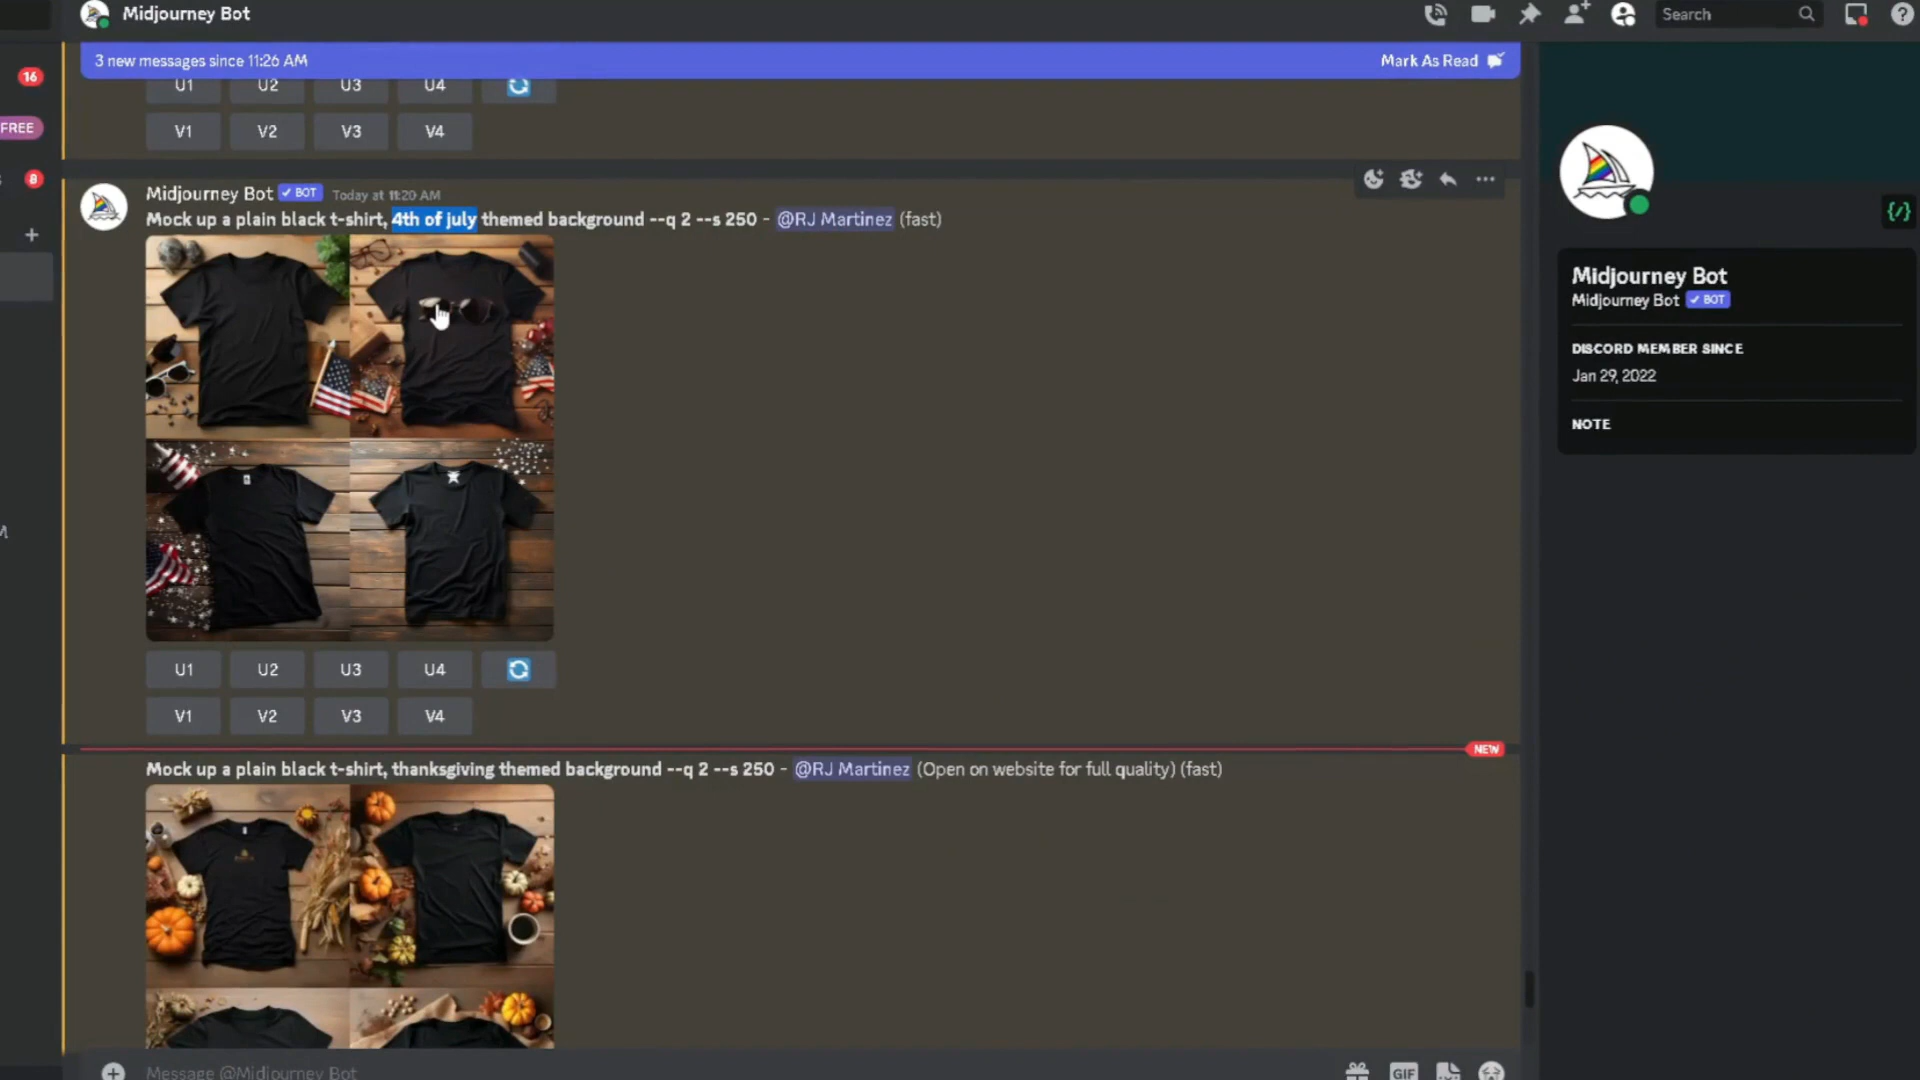 Midjourney Bot
Search
3 new messages since 11:26 AM
Mark As Read
16
FREE
8
U1 U2 U3 U4
V1 V2 V3 V4
Midjourney Bot ✓ BOT Today at 11:20 AM
Mock up a plain black t-shirt, 4th of july themed background --q 2 --s 250 - @RJ Martinez (fast)
U1 U2 U3 U4
V1 V2 V3 V4
NEW
Mock up a plain black t-shirt, thanksgiving themed background --q 2 --s 250 - @RJ Martinez (Open on website for full quality) (fast)
Message @Midjourney Bot
GIF
Midjourney Bot
Midjourney Bot ✓ BOT
DISCORD MEMBER SINCE
Jan 29, 2022
NOTE